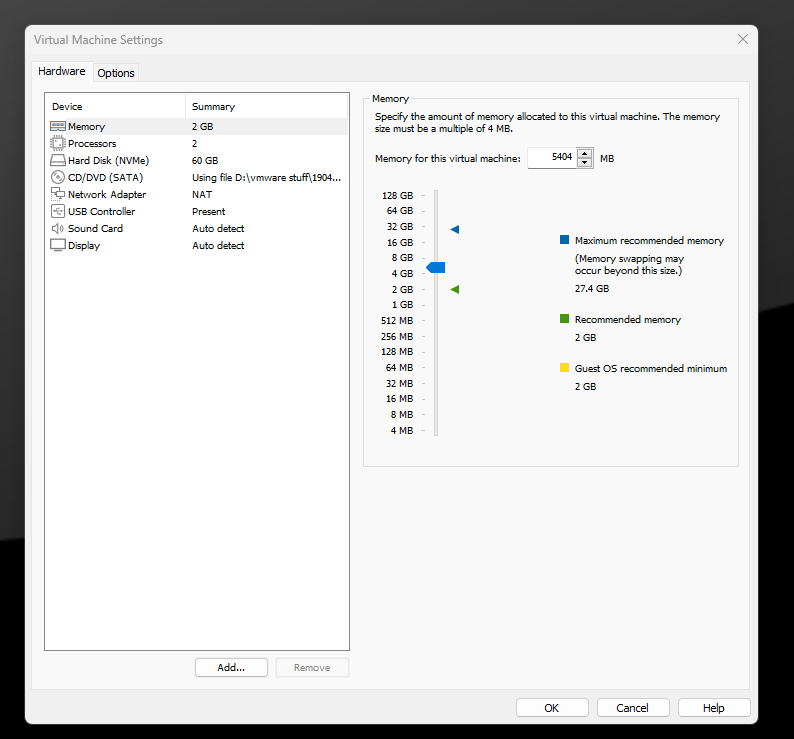 Virtual Machine Settings
Hardware
Options
Device Summary
Memory 2 GB
Processors 2
Hard Disk (NVMe) 60 GB
CD/DVD (SATA) Using file D:\vmware stuff\1904...
Network Adapter NAT
USB Controller Present
Sound Card Auto detect
Display Auto detect
Add...
Remove
Memory
Specify the amount of memory allocated to this virtual machine. The memory
size must be a multiple of 4 MB.
Memory for this virtual machine: 5404 MB
128 GB
64 GB
32 GB
16 GB
8 GB
4 GB
2 GB
1 GB
512 MB
256 MB
128 MB
64 MB
32 MB
16 MB
8 MB
4 MB
Maximum recommended memory
(Memory swapping may
occur beyond this size.)
27.4 GB
Recommended memory
2 GB
Guest OS recommended minimum
2 GB
OK
Cancel
Help